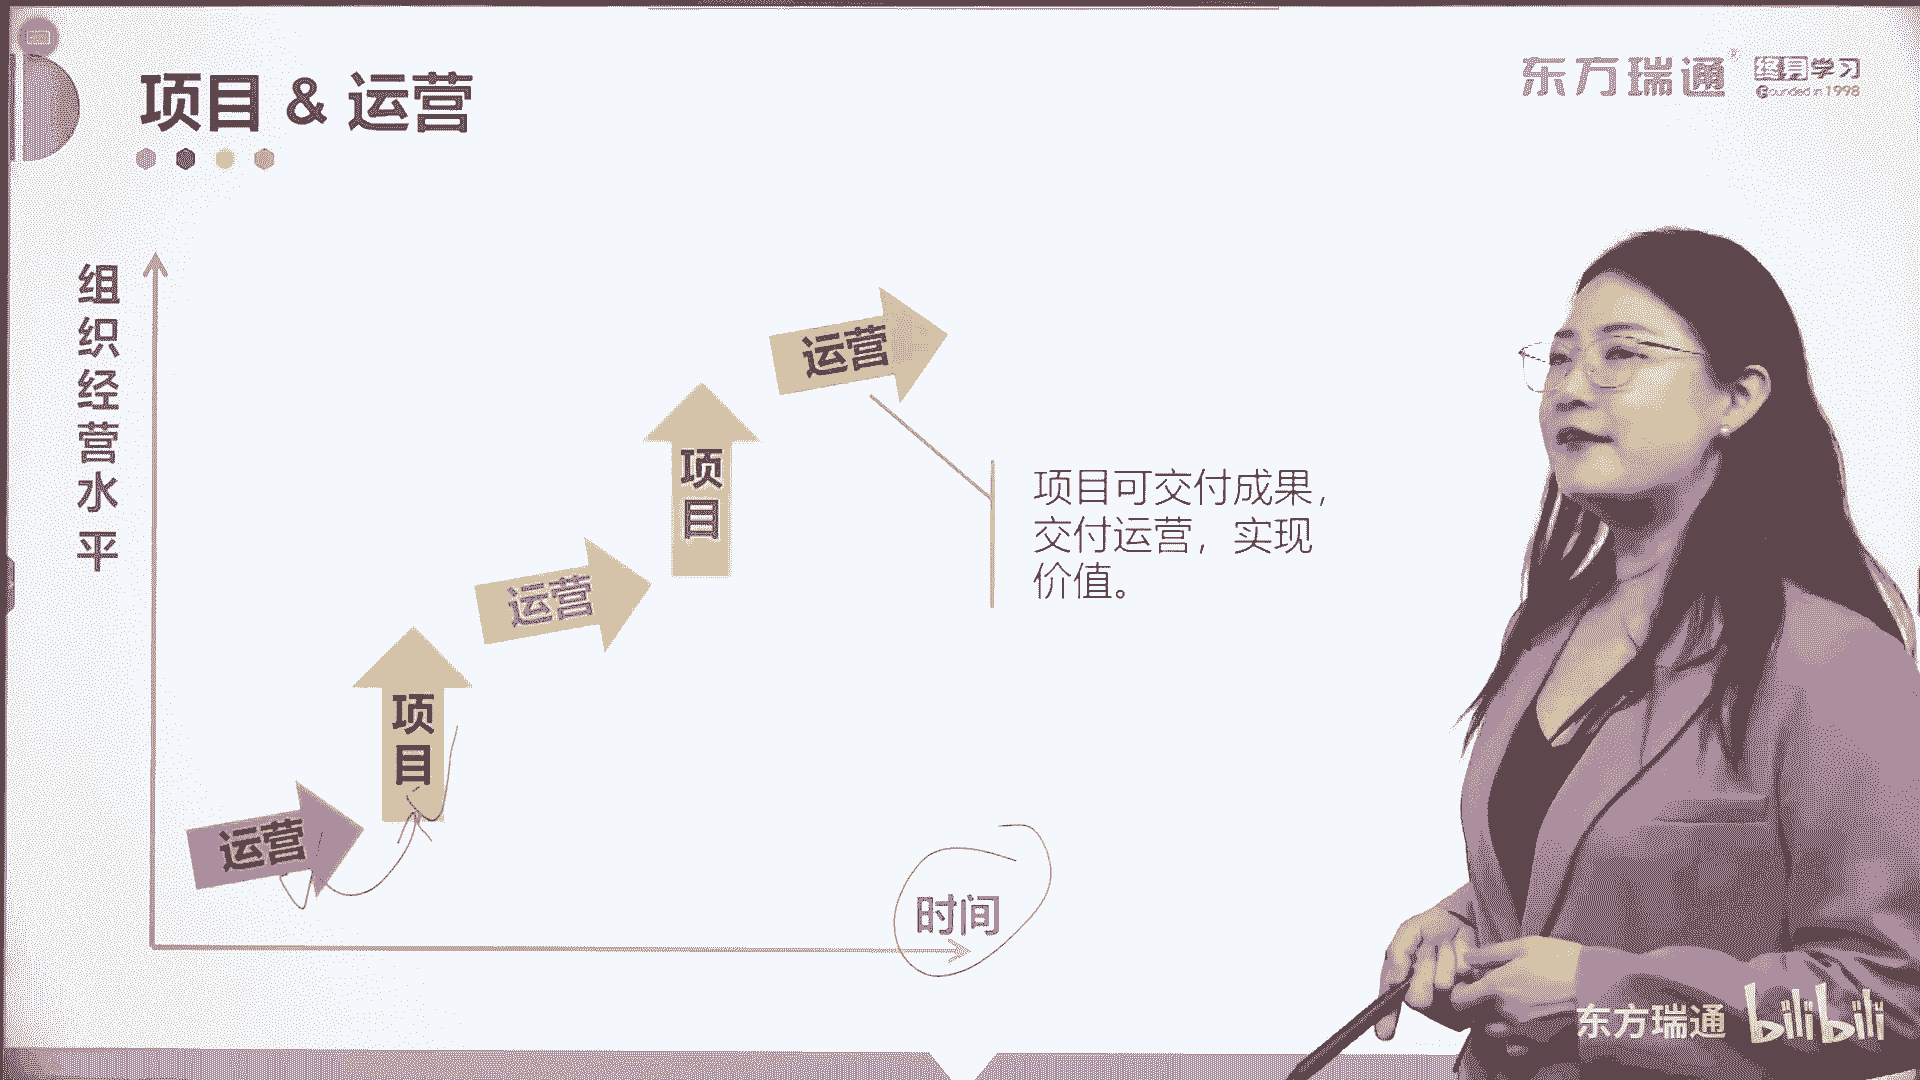 项目 & 运营
东方瑞通®
终身学习
Founded in 1998
组织经营水平
运营
项目
运营
项目
运营
项目可交付成果，
交付运营，实现
价值。
时间
东方瑞通
bilibili